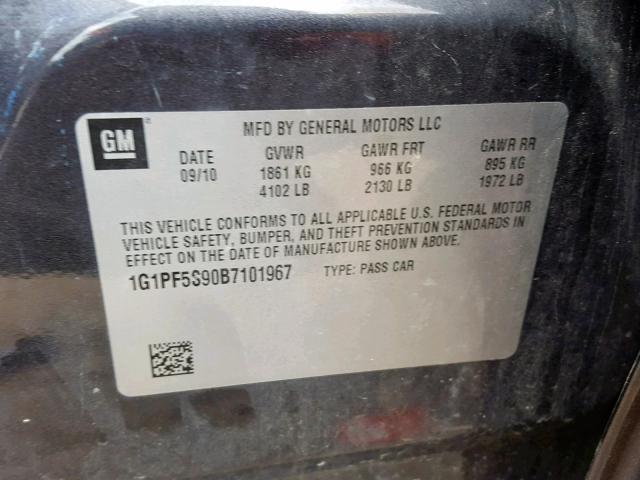 GM
MFD BY GENERAL MOTORS LLC
DATE GVWR GAWR FRT GAWR RR
09/10 1861 KG 966 KG 895 KG
4102 LB 2130 LB 1972 LB
THIS VEHICLE CONFORMS TO ALL APPLICABLE U.S. FEDERAL MOTOR
VEHICLE SAFETY, BUMPER, AND THEFT PREVENTION STANDARDS IN
EFFECT ON THE DATE OF MANUFACTURE SHOWN ABOVE.
1G1PF5S90B7101967 TYPE: PASS CAR